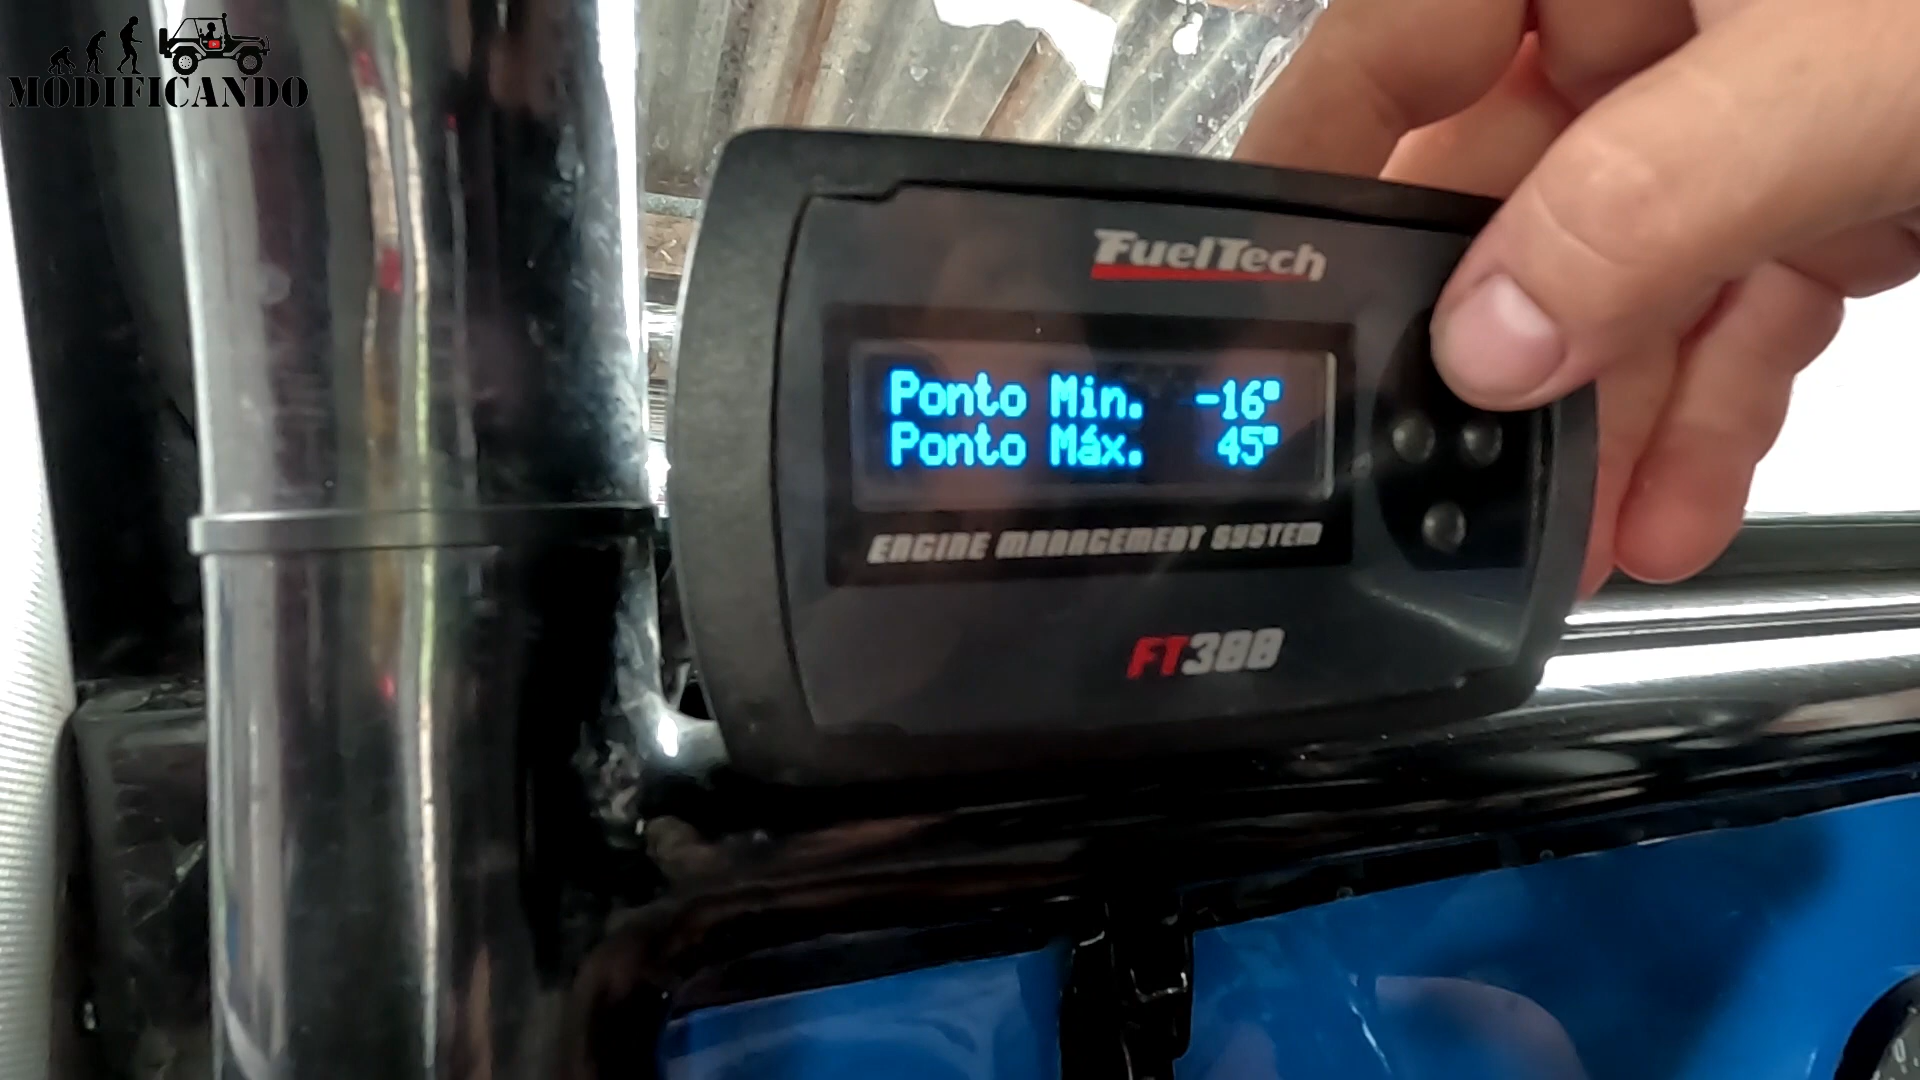 MODIFICANDO
FuelTech
Ponto Min. -16°
Ponto Máx. 45°
ENGINE MANAGEMENT SYSTEM
FT300